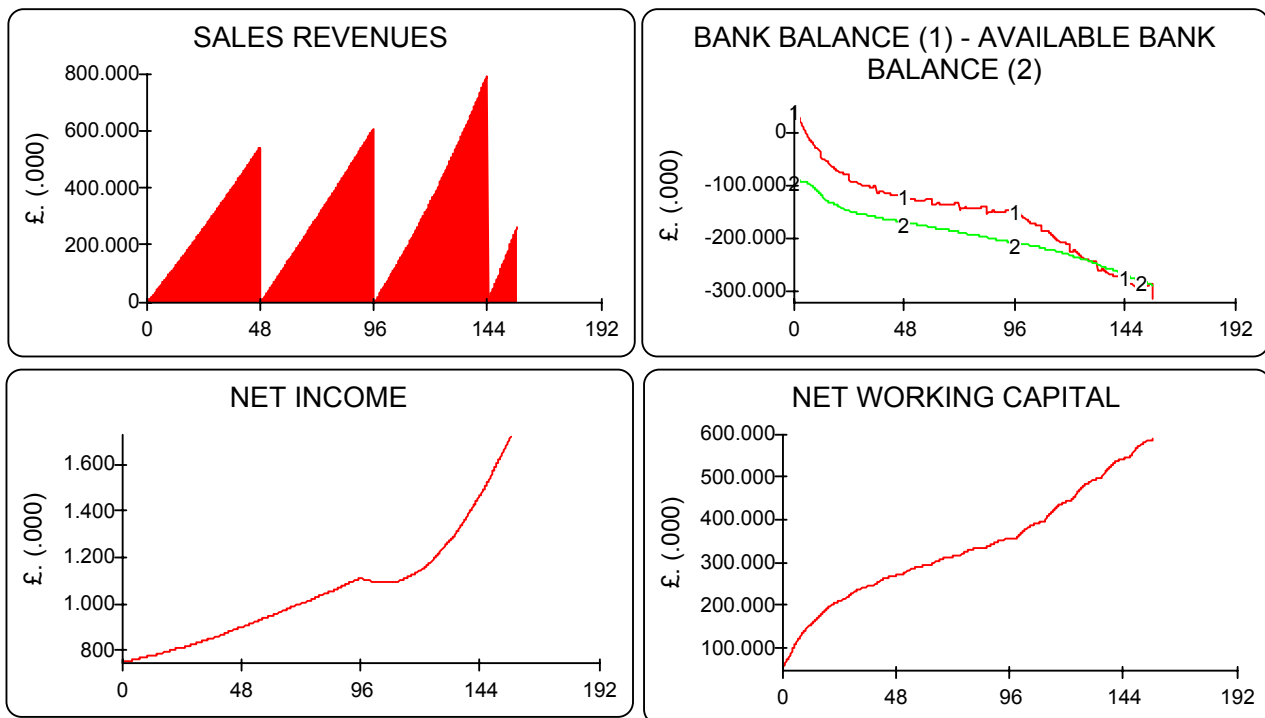 SALES REVENUES
£. (.000)
800.000
600.000
400.000
200.000
0
0 48 96 144 192
BANK BALANCE (1) - AVAILABLE BANK
BALANCE (2)
£. (.000)
0
-100.000
-200.000
-300.000
1 1 1 1
2 2 2 2
0 48 96 144 192
NET INCOME
£. (.000)
1.600
1.400
1.200
1.000
800
0 48 96 144 192
NET WORKING CAPITAL
£. (.000)
600.000
500.000
400.000
300.000
200.000
100.000
0 48 96 144 192